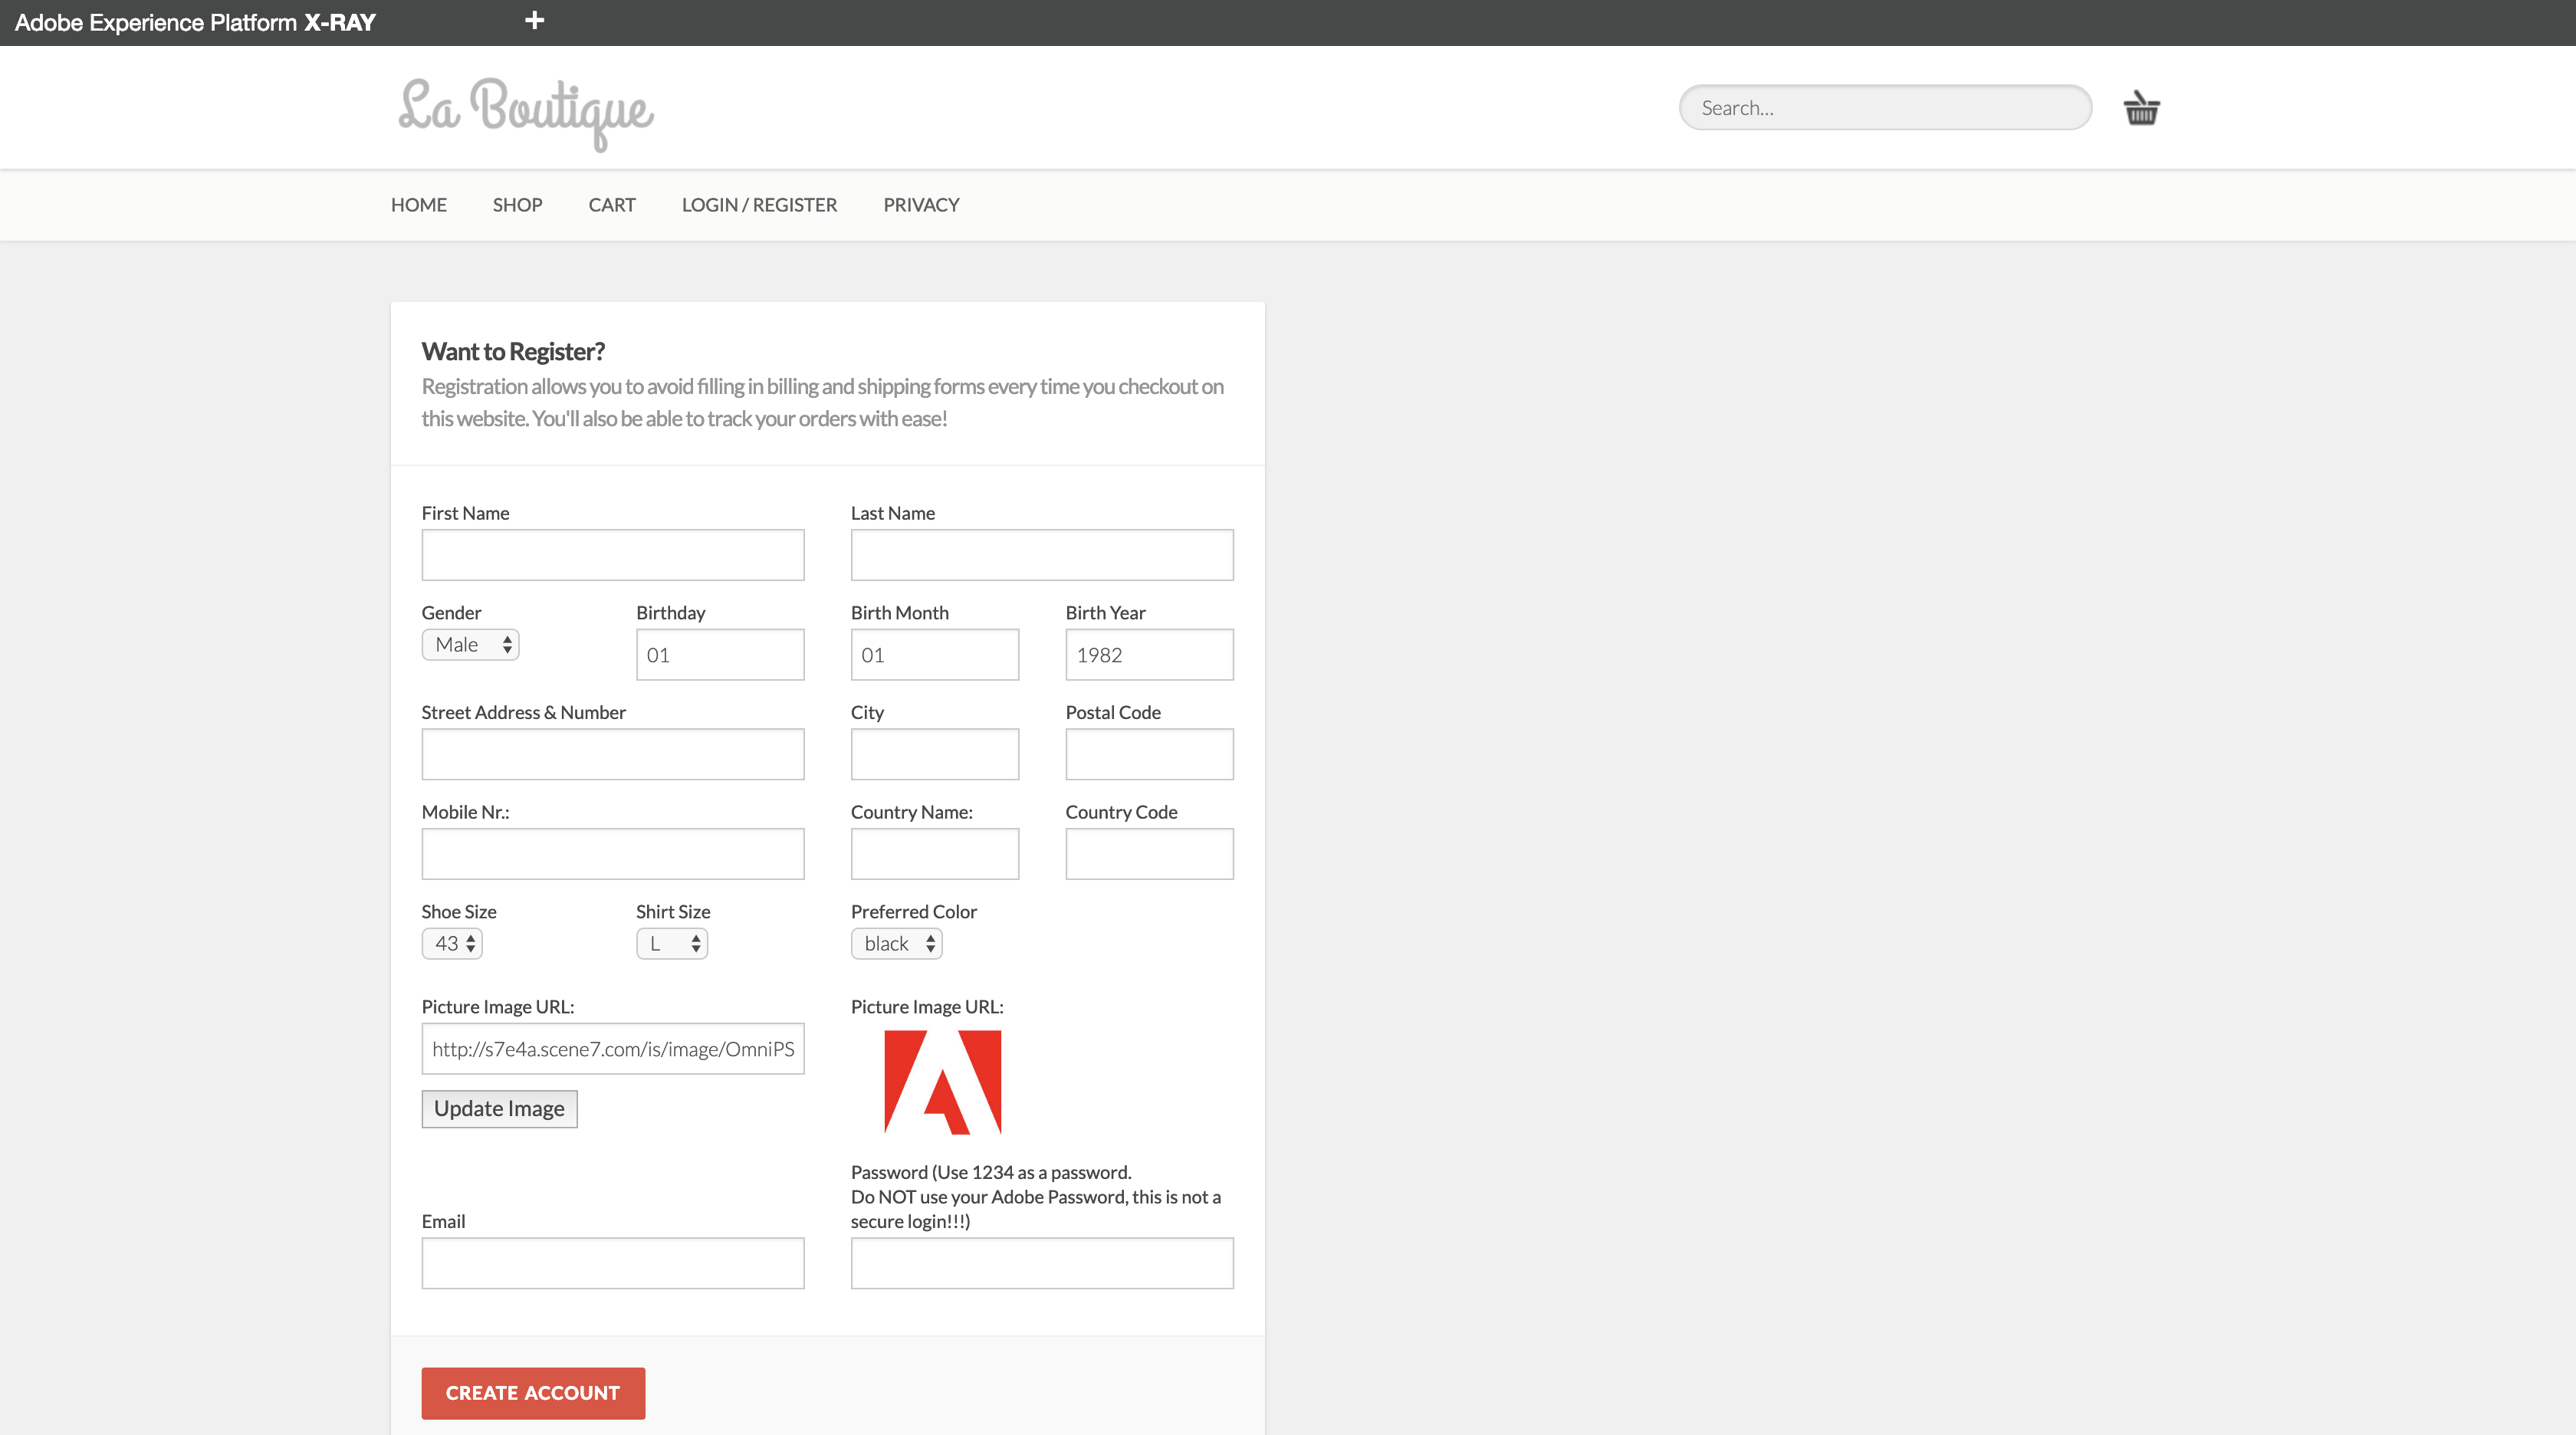 Adobe Experience Platform X-RAY
+
La Boutique
Search...
HOME SHOP CART LOGIN / REGISTER PRIVACY
Want to Register?
Registration allows you to avoid filling in billing and shipping forms every time you checkout on
this website. You'll also be able to track your orders with ease!
First Name Last Name
Gender Birthday Birth Month Birth Year
Male 01 01 1982
Street Address & Number City Postal Code
Mobile Nr.: Country Name: Country Code
Shoe Size Shirt Size Preferred Color
43 L black
Picture Image URL: Picture Image URL:
http://s7e4a.scene7.com/is/image/OmniPS
Update Image
Password (Use 1234 as a password.
Do NOT use your Adobe Password, this is not a
secure login!!!)
Email
CREATE ACCOUNT